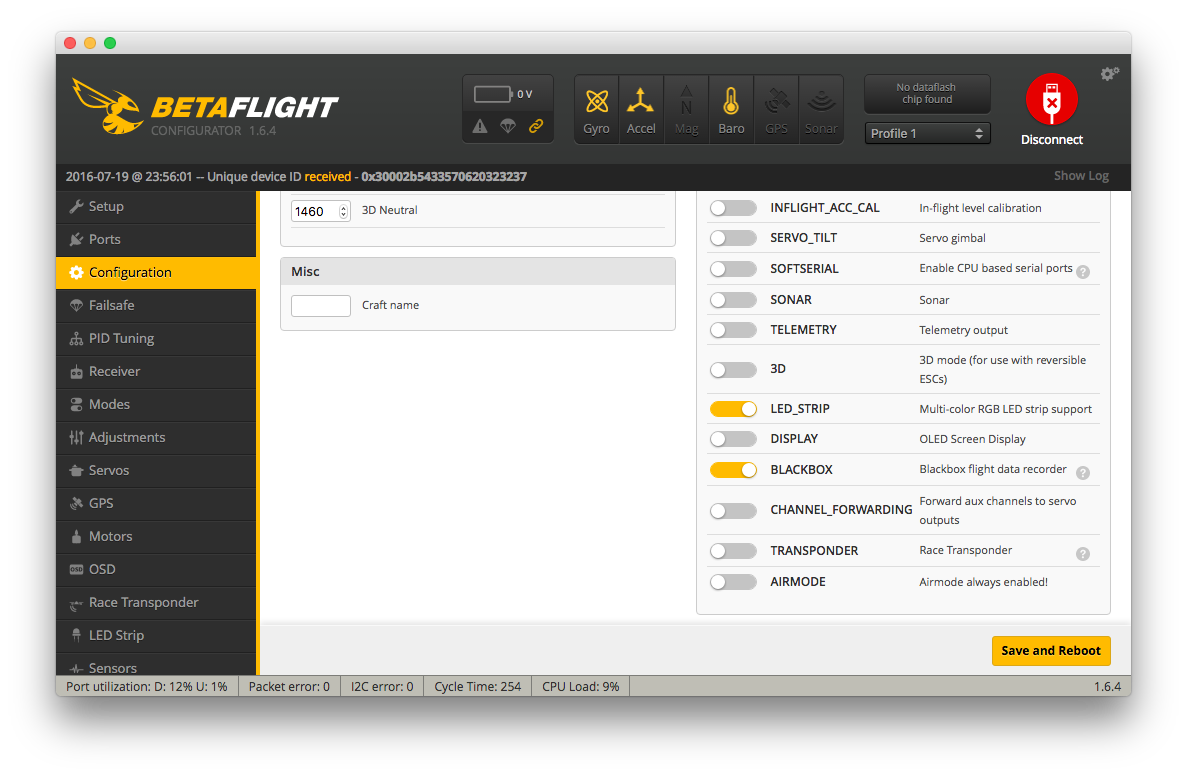 BETAFLIGHT
CONFIGURATOR 1.6.4
0 V
Gyro
Accel
Mag
Baro
GPS
Sonar
No dataflash
chip found
Profile 1
Disconnect
2016-07-19 @ 23:56:01 -- Unique device ID received - 0x30002b5433570620323237
Show Log
Setup
Ports
Configuration
Failsafe
PID Tuning
Receiver
Modes
Adjustments
Servos
GPS
Motors
OSD
Race Transponder
LED Strip
Sensors
1460 3D Neutral
Misc
Craft name
INFLIGHT_ACC_CAL In-flight level calibration
SERVO_TILT Servo gimbal
SOFTSERIAL Enable CPU based serial ports ?
SONAR Sonar
TELEMETRY Telemetry output
3D 3D mode (for use with reversible
ESCs)
LED_STRIP Multi-color RGB LED strip support
DISPLAY OLED Screen Display
BLACKBOX Blackbox flight data recorder ?
CHANNEL_FORWARDING Forward aux channels to servo
outputs
TRANSPONDER Race Transponder ?
AIRMODE Airmode always enabled!
Save and Reboot
Port utilization: D: 12% U: 1% Packet error: 0 I2C error: 0 Cycle Time: 254 CPU Load: 9% 1.6.4